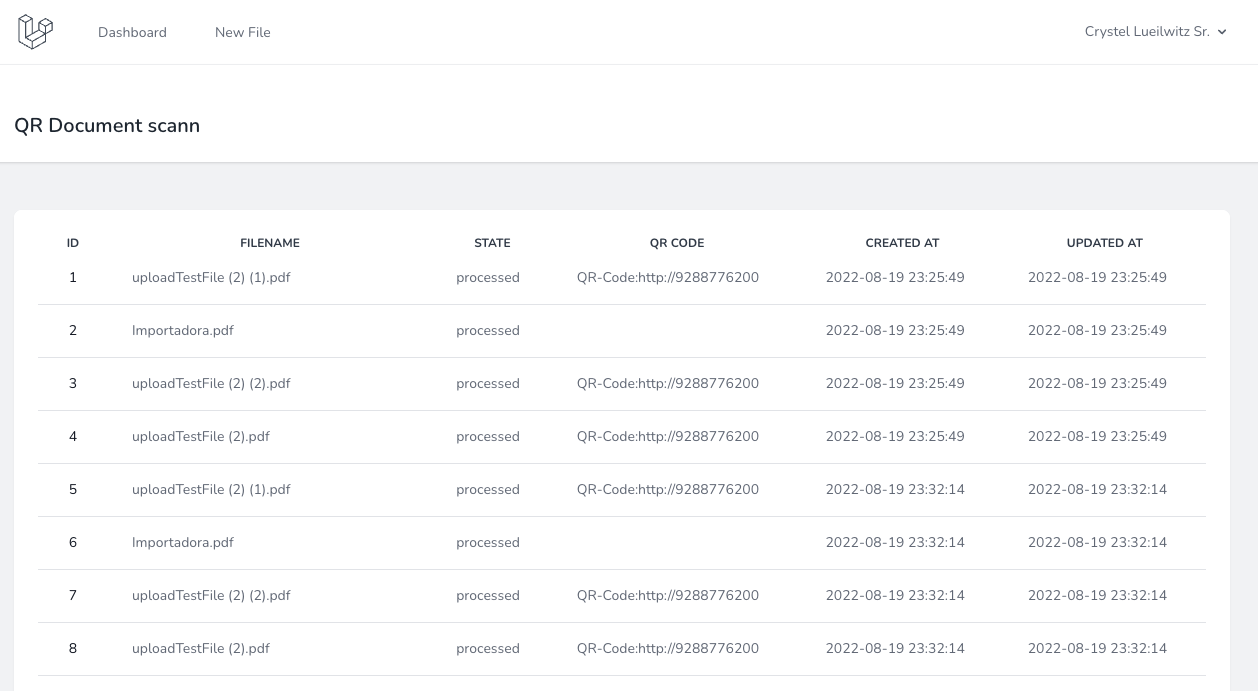 Dashboard New File Crystel Lueilwitz Sr.
QR Document scann
ID FILENAME STATE QR CODE CREATED AT UPDATED AT
1 uploadTestFile (2) (1).pdf processed QR-Code:http://9288776200 2022-08-19 23:25:49 2022-08-19 23:25:49
2 Importadora.pdf processed 2022-08-19 23:25:49 2022-08-19 23:25:49
3 uploadTestFile (2) (2).pdf processed QR-Code:http://9288776200 2022-08-19 23:25:49 2022-08-19 23:25:49
4 uploadTestFile (2).pdf processed QR-Code:http://9288776200 2022-08-19 23:25:49 2022-08-19 23:25:49
5 uploadTestFile (2) (1).pdf processed QR-Code:http://9288776200 2022-08-19 23:32:14 2022-08-19 23:32:14
6 Importadora.pdf processed 2022-08-19 23:32:14 2022-08-19 23:32:14
7 uploadTestFile (2) (2).pdf processed QR-Code:http://9288776200 2022-08-19 23:32:14 2022-08-19 23:32:14
8 uploadTestFile (2).pdf processed QR-Code:http://9288776200 2022-08-19 23:32:14 2022-08-19 23:32:14